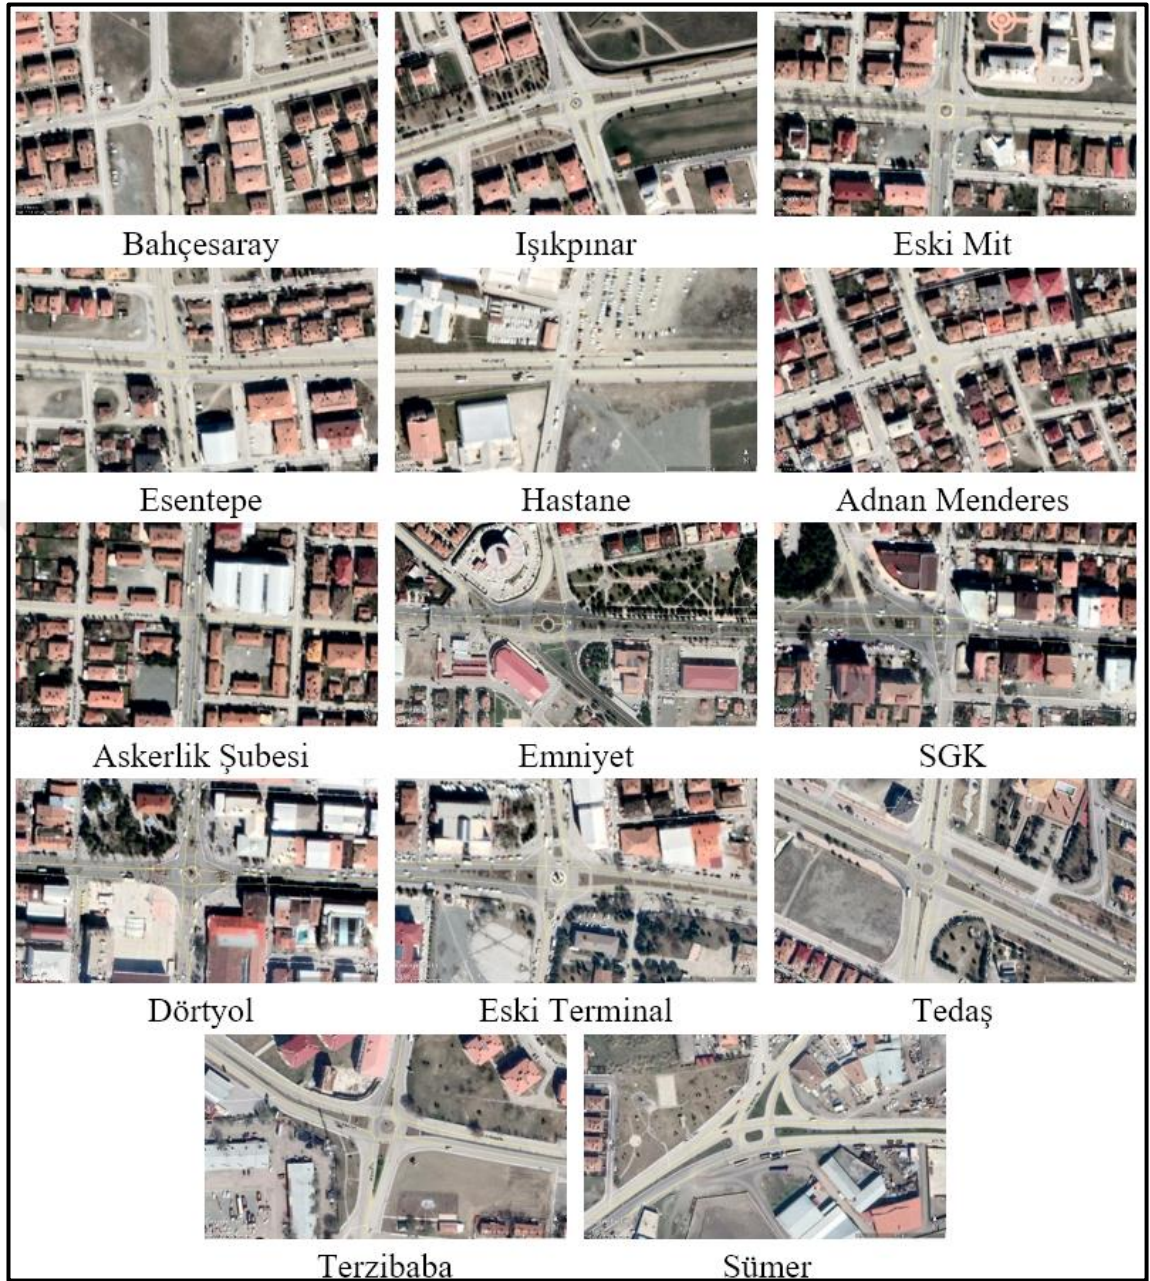 Bahçesaray Işıkpınar Eski Mit
Esentepe Hastane Adnan Menderes
Askerlik Şubesi Emniyet SGK
Dörtyol Eski Terminal Tedaş
Terzibaba Sümer